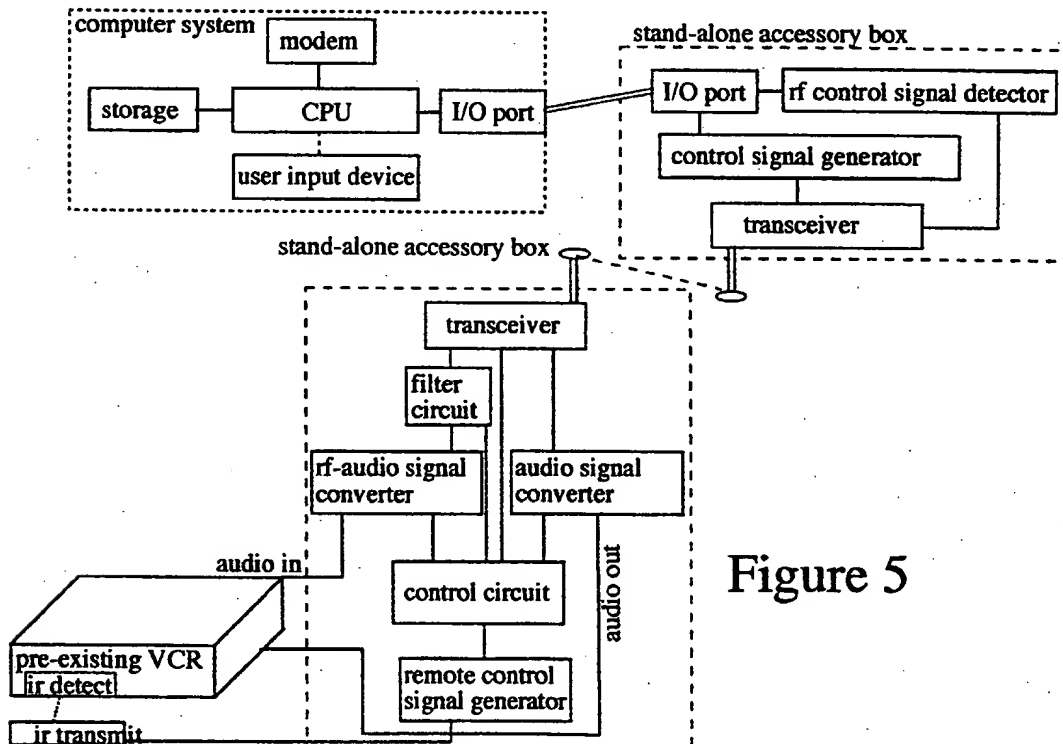 computer system
modem
storage
CPU
I/O port
user input device
stand-alone accessory box
I/O port
rf control signal detector
control signal generator
transceiver
stand-alone accessory box
transceiver
filter
circuit
rf-audio signal
converter
audio signal
converter
audio in
audio out
control circuit
Figure 5
pre-existing VCR
ir detect
remote control
signal generator
ir transmit